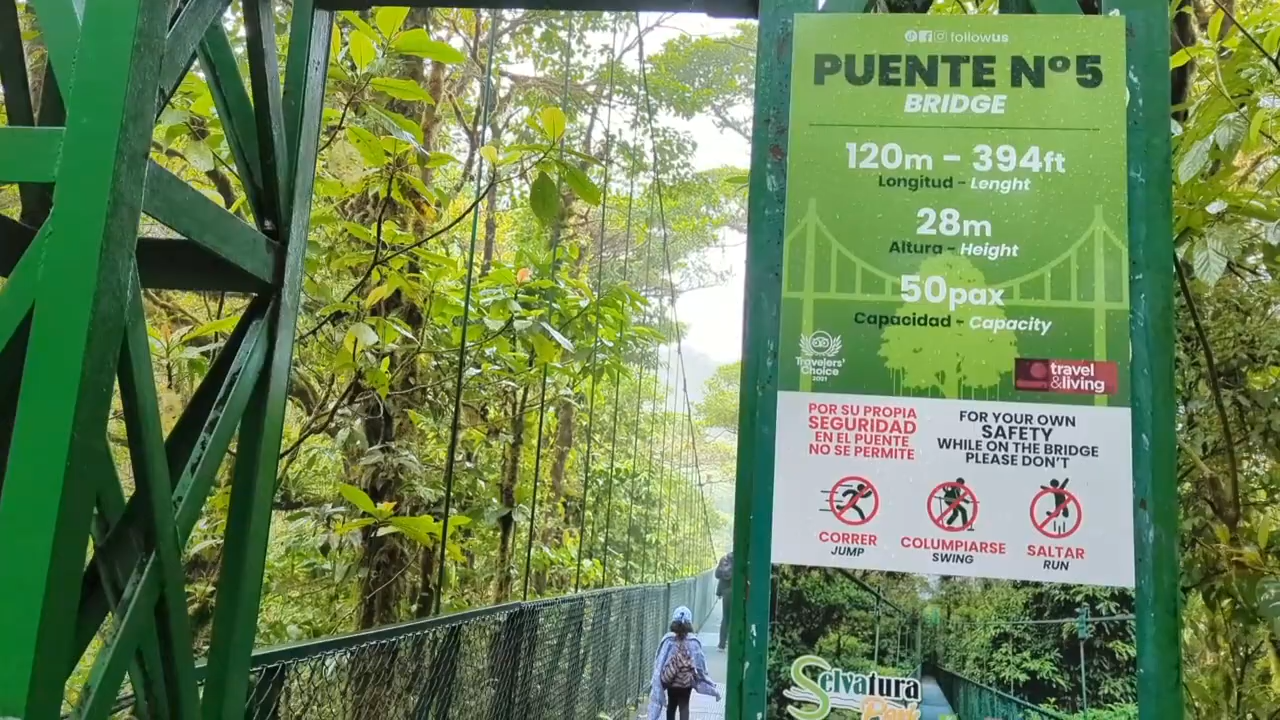 followus
PUENTE Nº5
BRIDGE
120m - 394ft
Longitud - Lenght
28m
Altura - Height
50pax
Capacidad - Capacity
Travelers'
Choice
2021
travel
&living
POR SU PROPIA
SEGURIDAD
EN EL PUENTE
NO SE PERMITE
FOR YOUR OWN
SAFETY
WHILE ON THE BRIDGE
PLEASE DON'T
CORRER
JUMP
COLUMPIARSE
SWING
SALTAR
RUN
Selvatura
Park